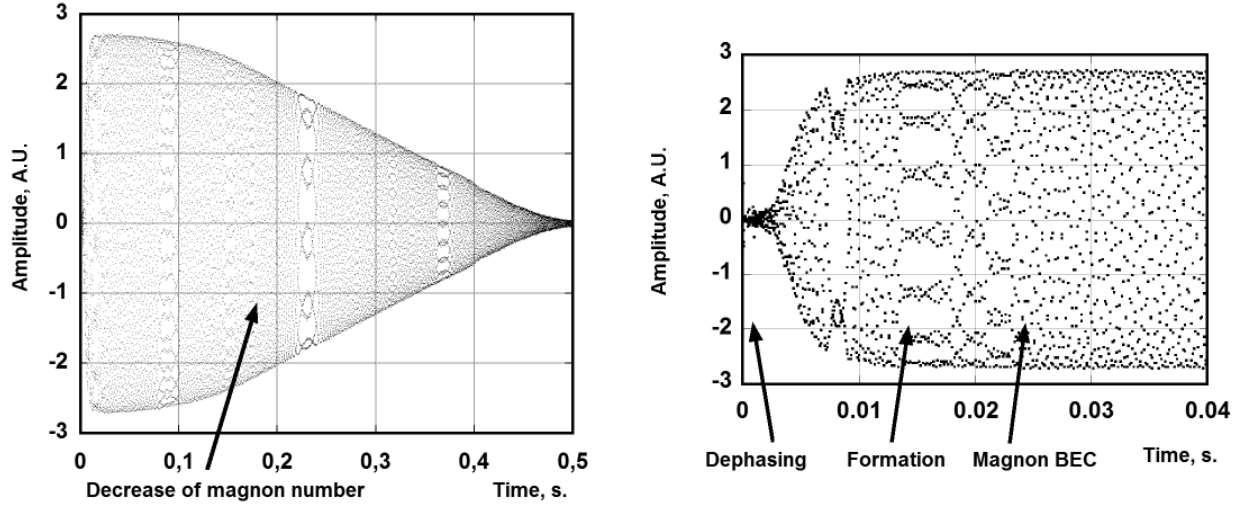 3
2
1
0
-1
-2
-3
Amplitude, A.U.
0 0,1 0,2 0,3 0,4 0,5
Decrease of magnon number Time, s.
3
2
1
0
-1
-2
-3
Amplitude, A.U.
0 0.01 0.02 0.03 0.04
Dephasing Formation Magnon BEC Time, s.